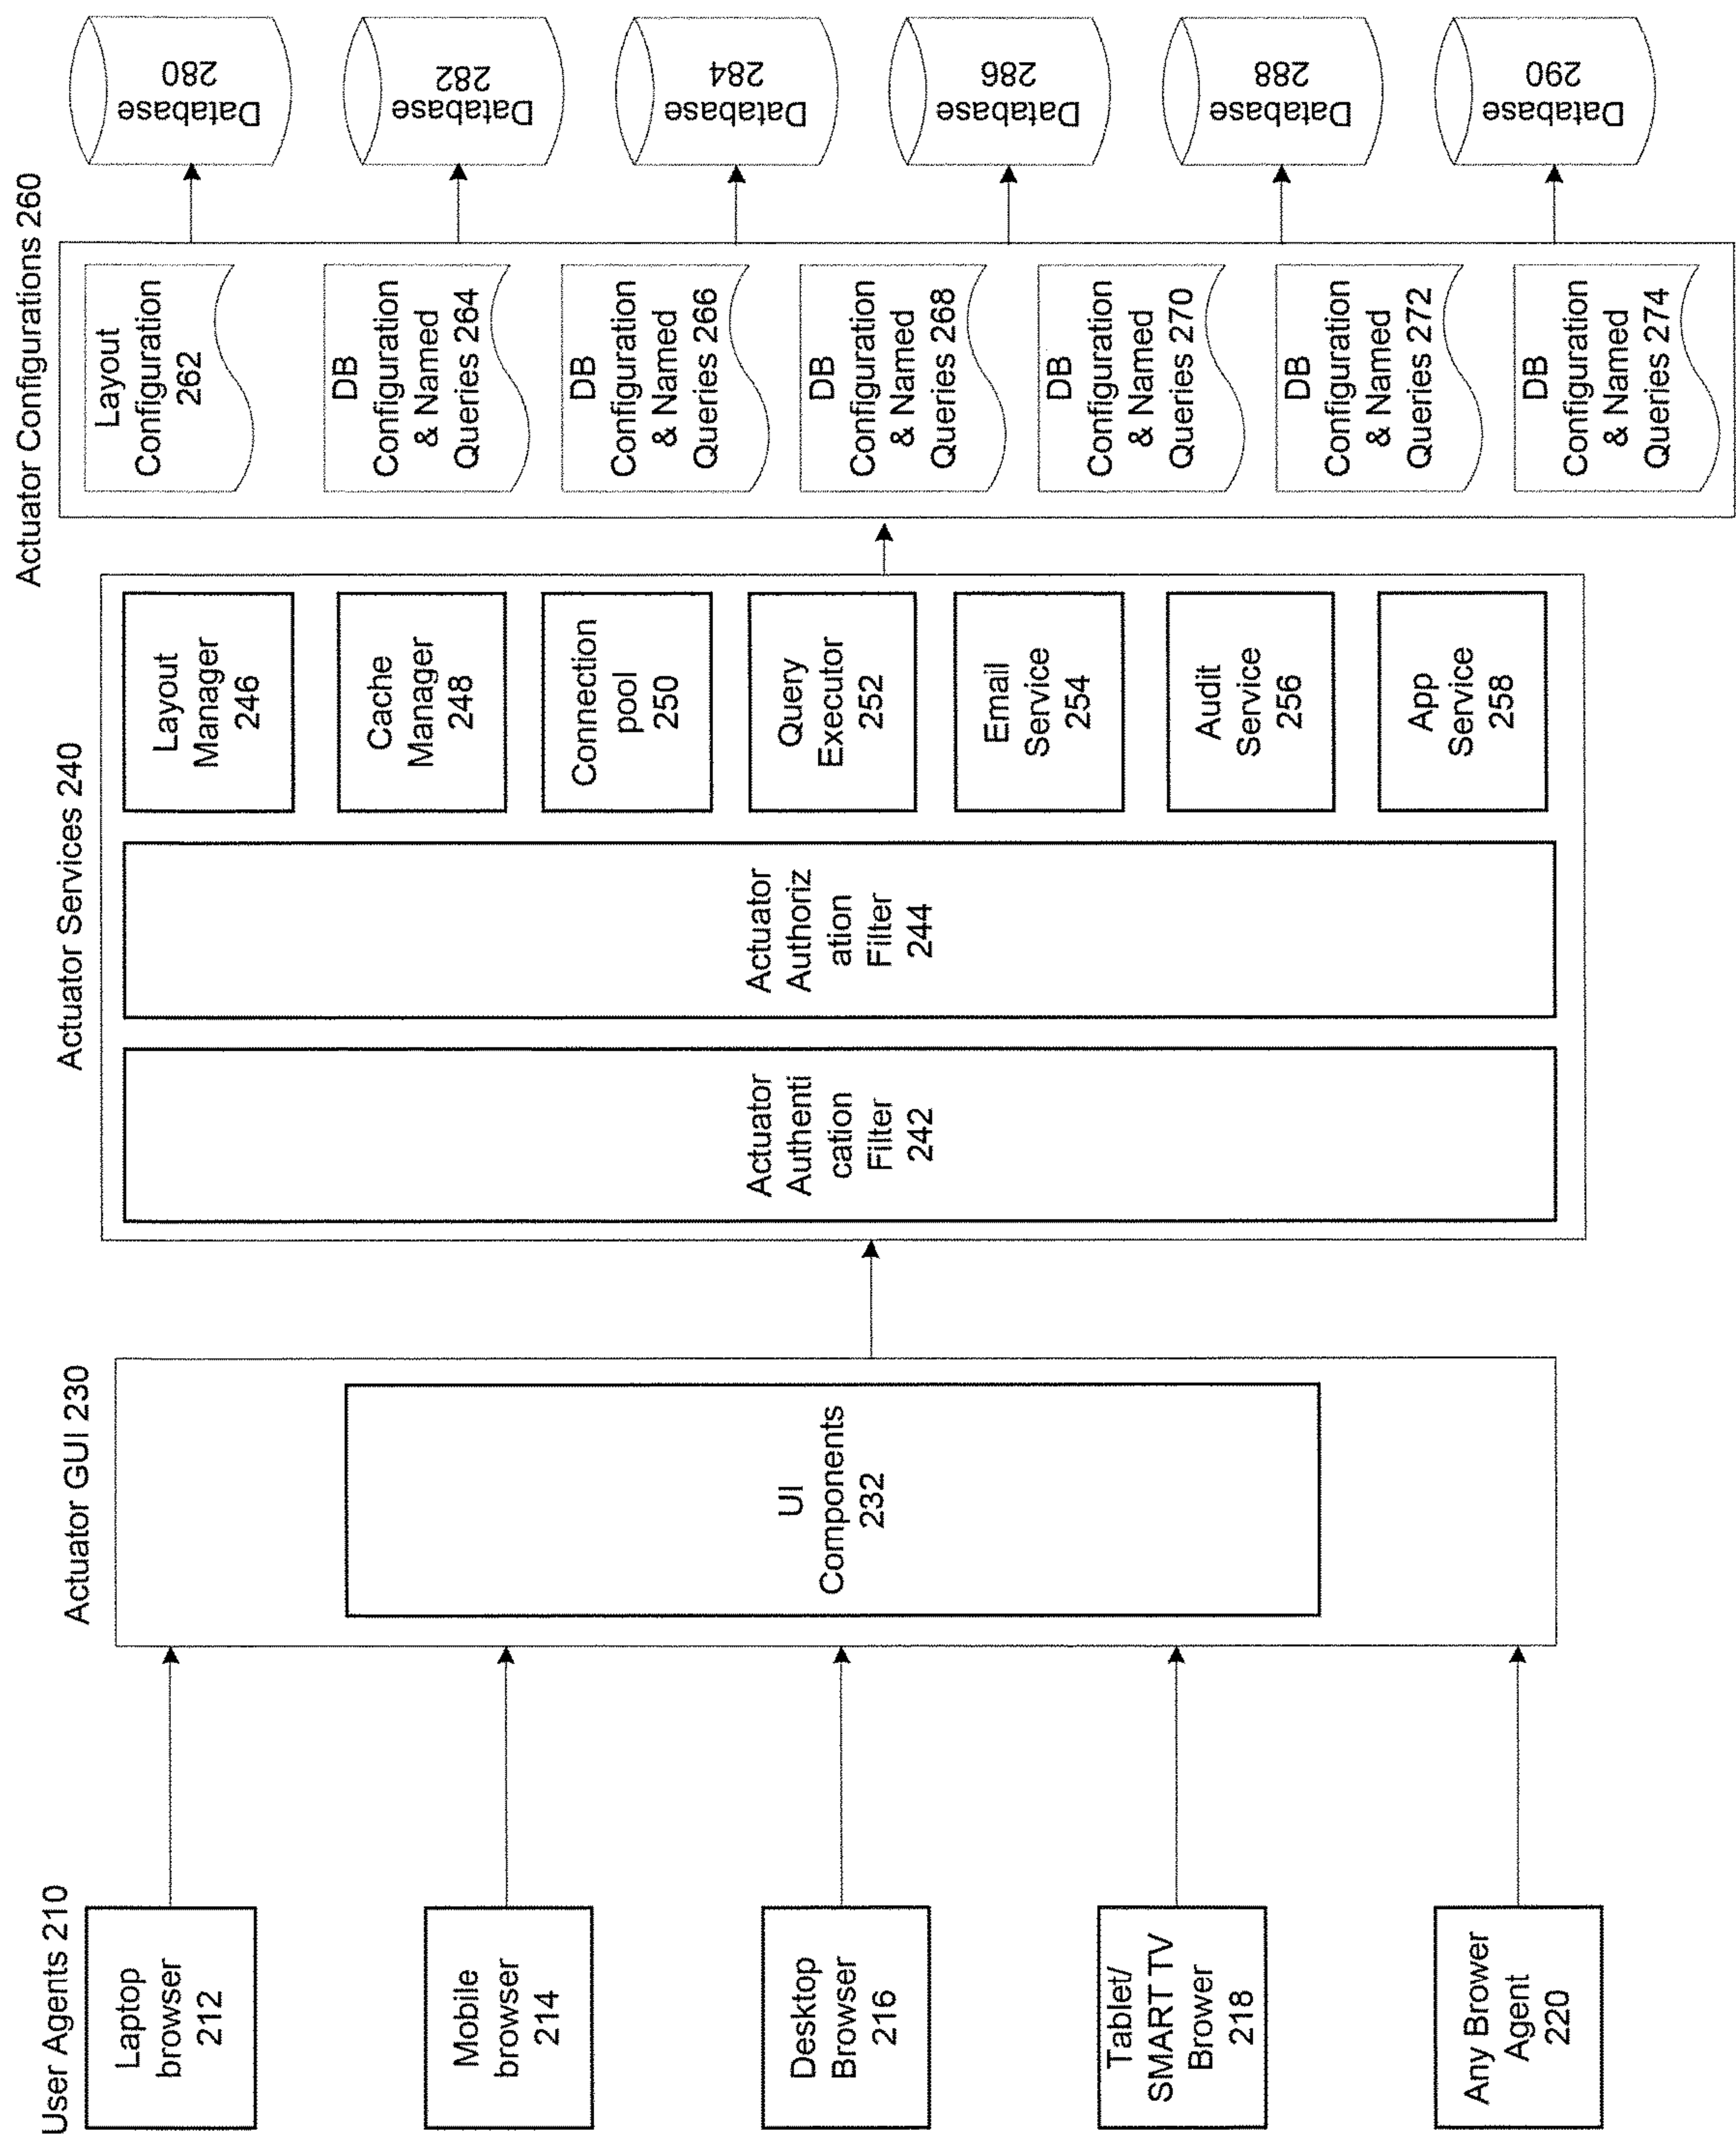 User Agents 210
Laptop
browser
212
Mobile
browser
214
Desktop
Browser
216
Tablet/
SMART TV
Brower
218
Any Brower
Agent
220
Actuator GUI 230
UI
Components
232
Actuator Services 240
Actuator
Authenti
cation
Filter
242
Actuator
Authoriz
ation
Filter
244
Layout
Manager
246
Cache
Manager
248
Connection
pool
250
Query
Executor
252
Email
Service
254
Audit
Service
256
App
Service
258
Actuator Configurations 260
Layout
Configuration
262
DB
Configuration
& Named
Queries 264
DB
Configuration
& Named
Queries 266
DB
Configuration
& Named
Queries 268
DB
Configuration
& Named
Queries 270
DB
Configuration
& Named
Queries 272
DB
Configuration
& Named
Queries 274
Database
280
Database
282
Database
284
Database
286
Database
288
Database
290